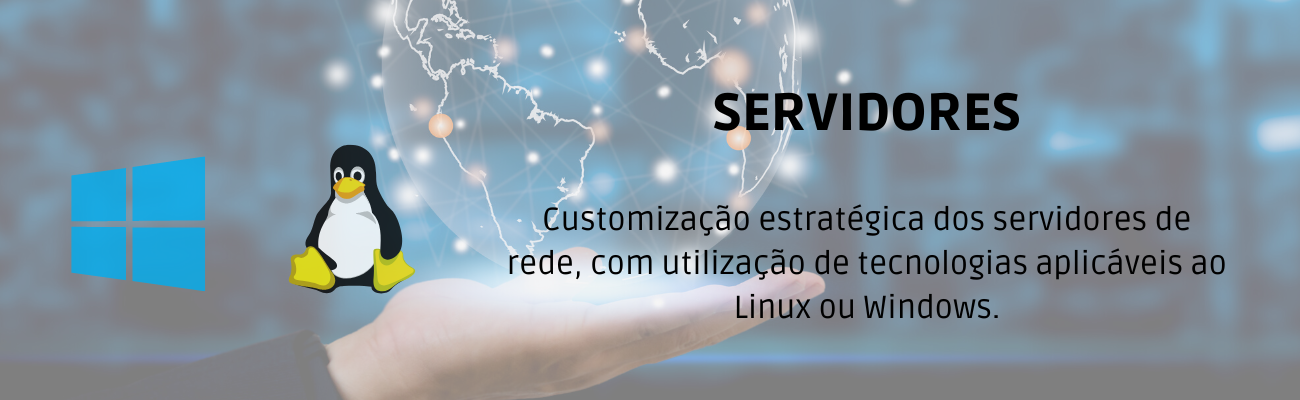 SERVIDORES
Customização estratégica dos servidores de
rede, com utilização de tecnologias aplicáveis ao
Linux ou Windows.